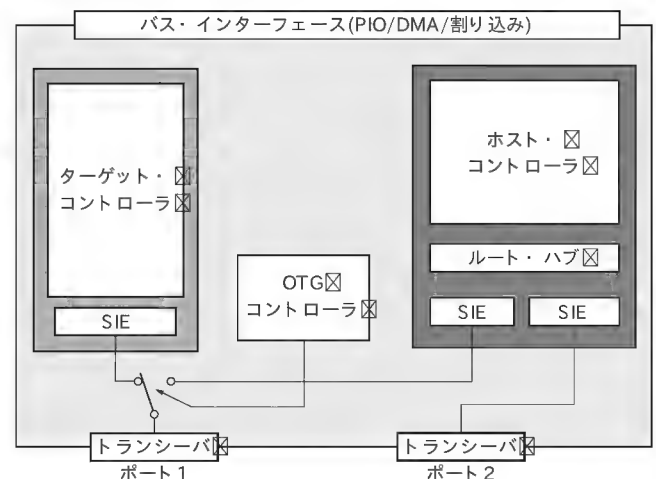 バス・インターフェース(PIO/DMA/割り込み)
ターゲット・
コントローラ
SIE
OTG
コントローラ
ホスト・
コントローラ
ルート・ハブ
SIE
SIE
トランシーバ
ポート1
トランシーバ
ポート2